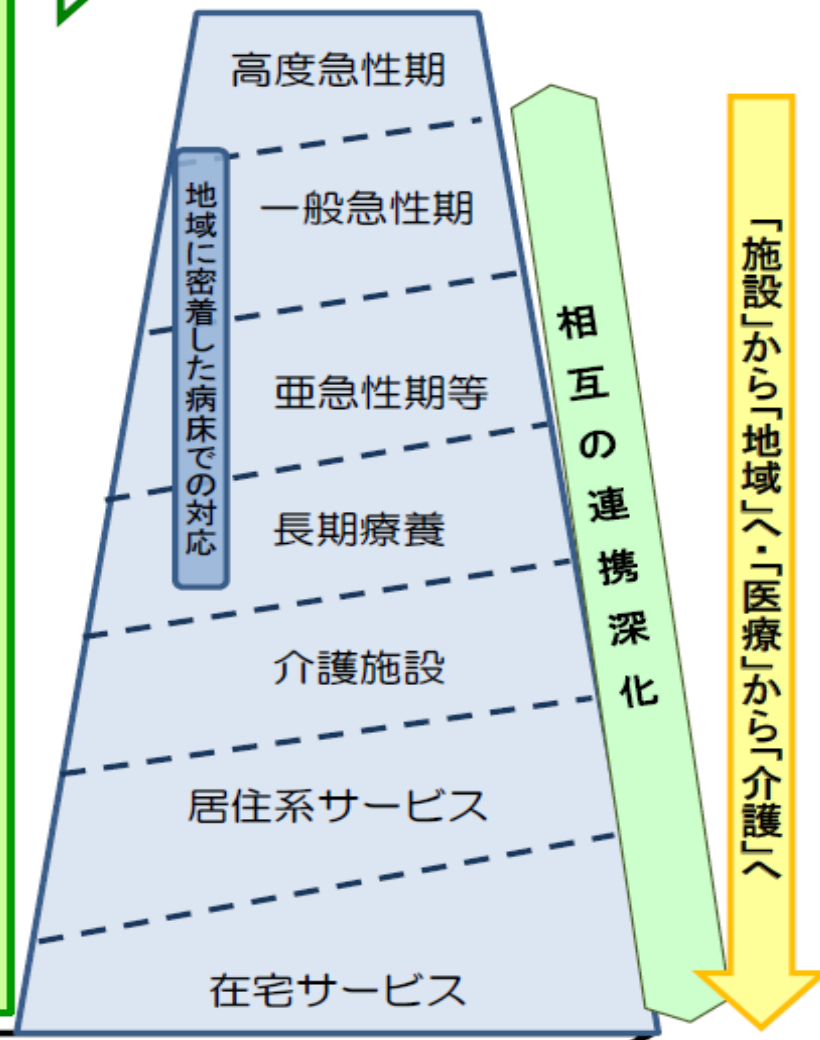 高度急性期
一般急性期
亜急性期等
長期療養
介護施設
居住系サービス
在宅サービス
地域に密着した病床での対応
相互の連携深化
「施設」から「地域」へ・「医療」から「介護」へ